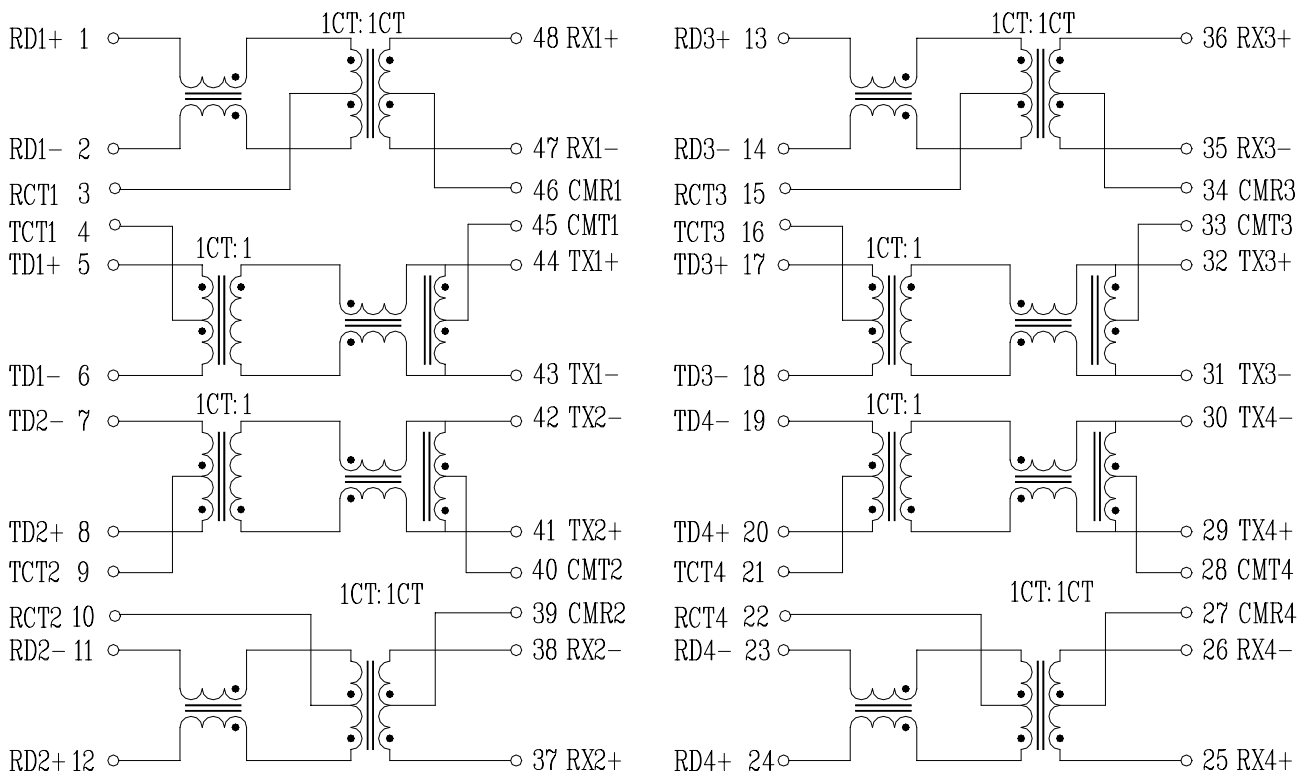 1CT:1CT
RD1+ 1
48 RX1+
RD1- 2
47 RX1-
RCT1 3
46 CMR1
TCT1 4
45 CMT1
1CT:1
TD1+ 5
44 TX1+
TD1- 6
43 TX1-
1CT:1
TD2- 7
42 TX2-
TD2+ 8
41 TX2+
TCT2 9
40 CMT2
1CT:1CT
RCT2 10
39 CMR2
RD2- 11
38 RX2-
RD2+ 12
37 RX2+
1CT:1CT
RD3+ 13
36 RX3+
RD3- 14
35 RX3-
RCT3 15
34 CMR3
TCT3 16
33 CMT3
1CT:1
TD3+ 17
32 TX3+
TD3- 18
31 TX3-
1CT:1
TD4- 19
30 TX4-
TD4+ 20
29 TX4+
TCT4 21
28 CMT4
1CT:1CT
RCT4 22
27 CMR4
RD4- 23
26 RX4-
RD4+ 24
25 RX4+